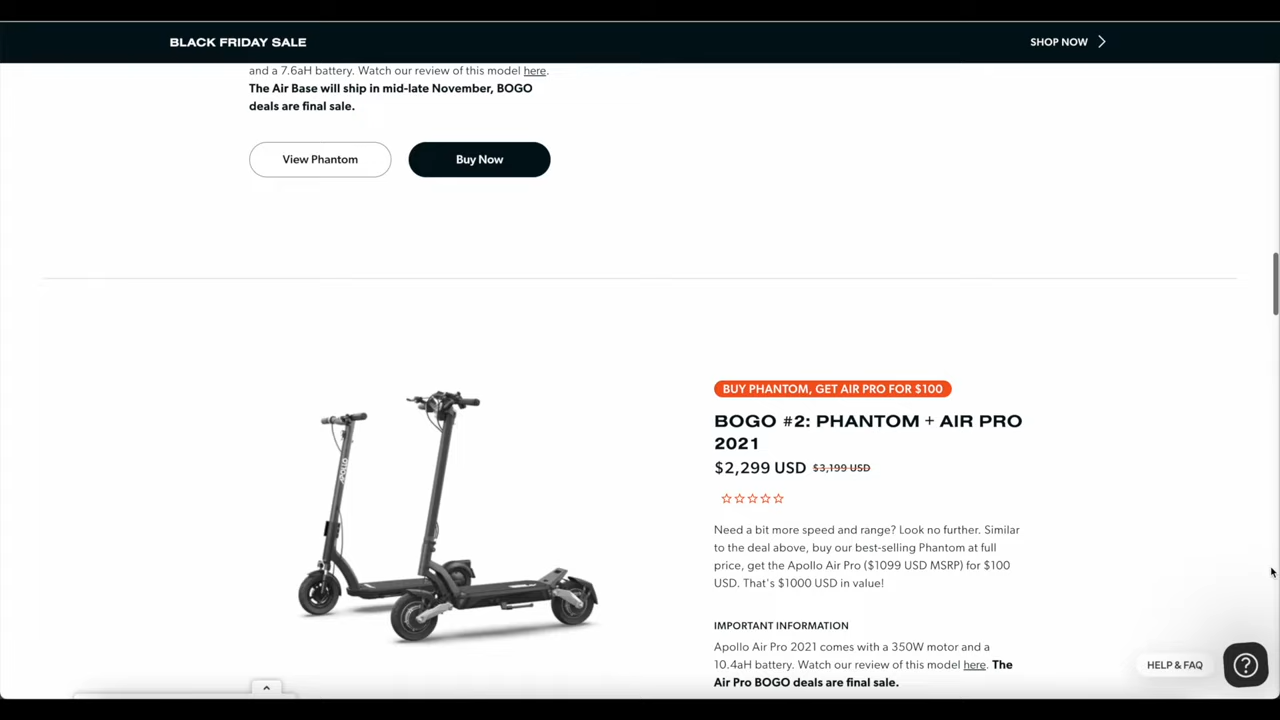 BLACK FRIDAY SALE
SHOP NOW
and a 7.6aH battery. Watch our review of this model here.
The Air Base will ship in mid-late November, BOGO
deals are final sale.
View Phantom
Buy Now
APOLLO
BUY PHANTOM, GET AIR PRO FOR $100
BOGO #2: PHANTOM + AIR PRO
2021
$2,299 USD $3,199 USD
Need a bit more speed and range? Look no further. Similar
to the deal above, buy our best-selling Phantom at full
price, get the Apollo Air Pro ($1099 USD MSRP) for $100
USD. That's $1000 USD in value!
IMPORTANT INFORMATION
Apollo Air Pro 2021 comes with a 350W motor and a
10.4aH battery. Watch our review of this model here. The
Air Pro BOGO deals are final sale.
HELP & FAQ